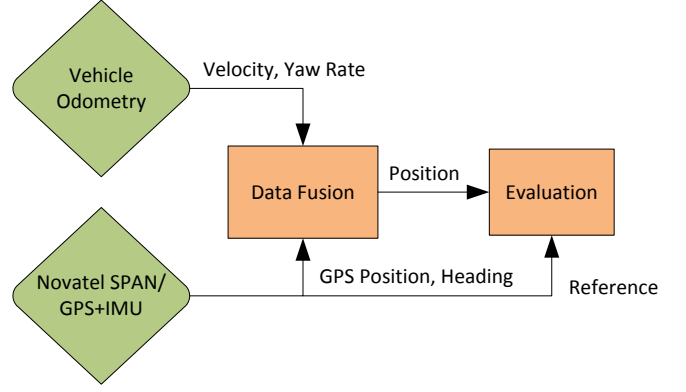 Vehicle
Odometry
Velocity, Yaw Rate
Data Fusion
Position
Evaluation
Novatel SPAN/
GPS+IMU
GPS Position, Heading
Reference